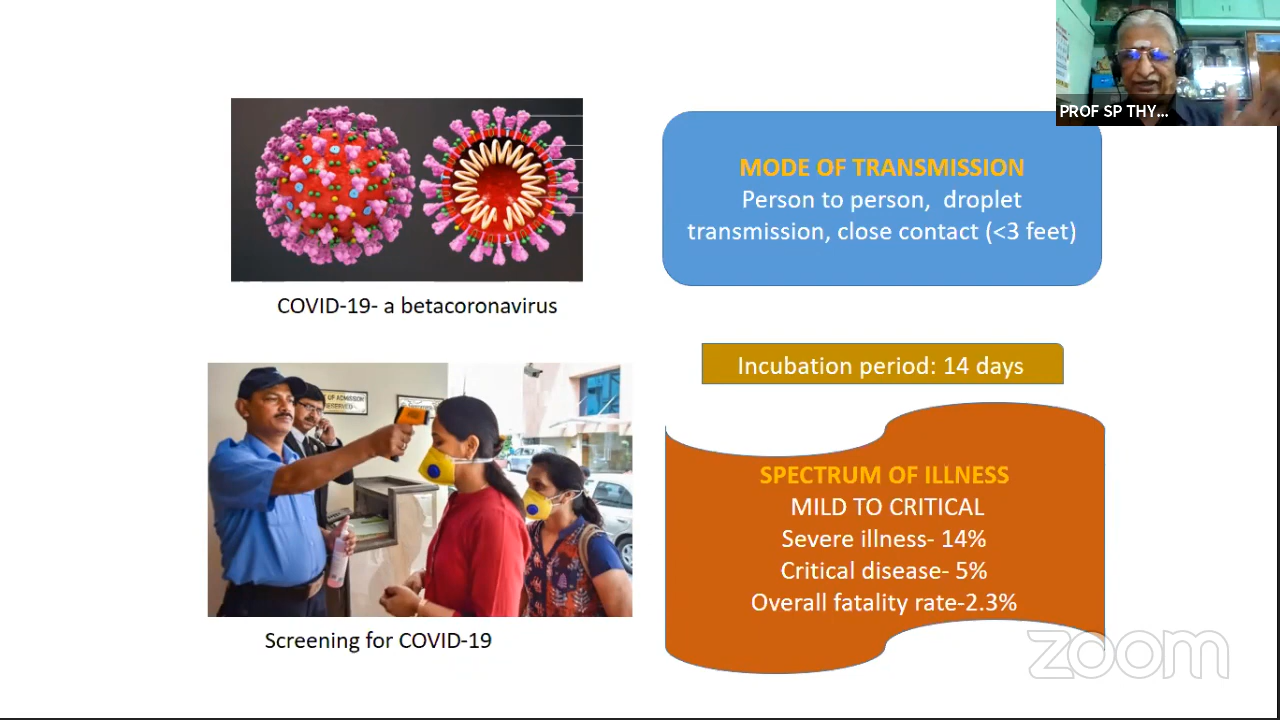 PROF SP THY...
MODE OF TRANSMISSION
Person to person, droplet
transmission, close contact (<3 feet)
COVID-19- a betacoronavirus
Incubation period: 14 days
SPECTRUM OF ILLNESS
MILD TO CRITICAL
Severe illness- 14%
Critical disease- 5%
Overall fatality rate-2.3%
Screening for COVID-19
zoom